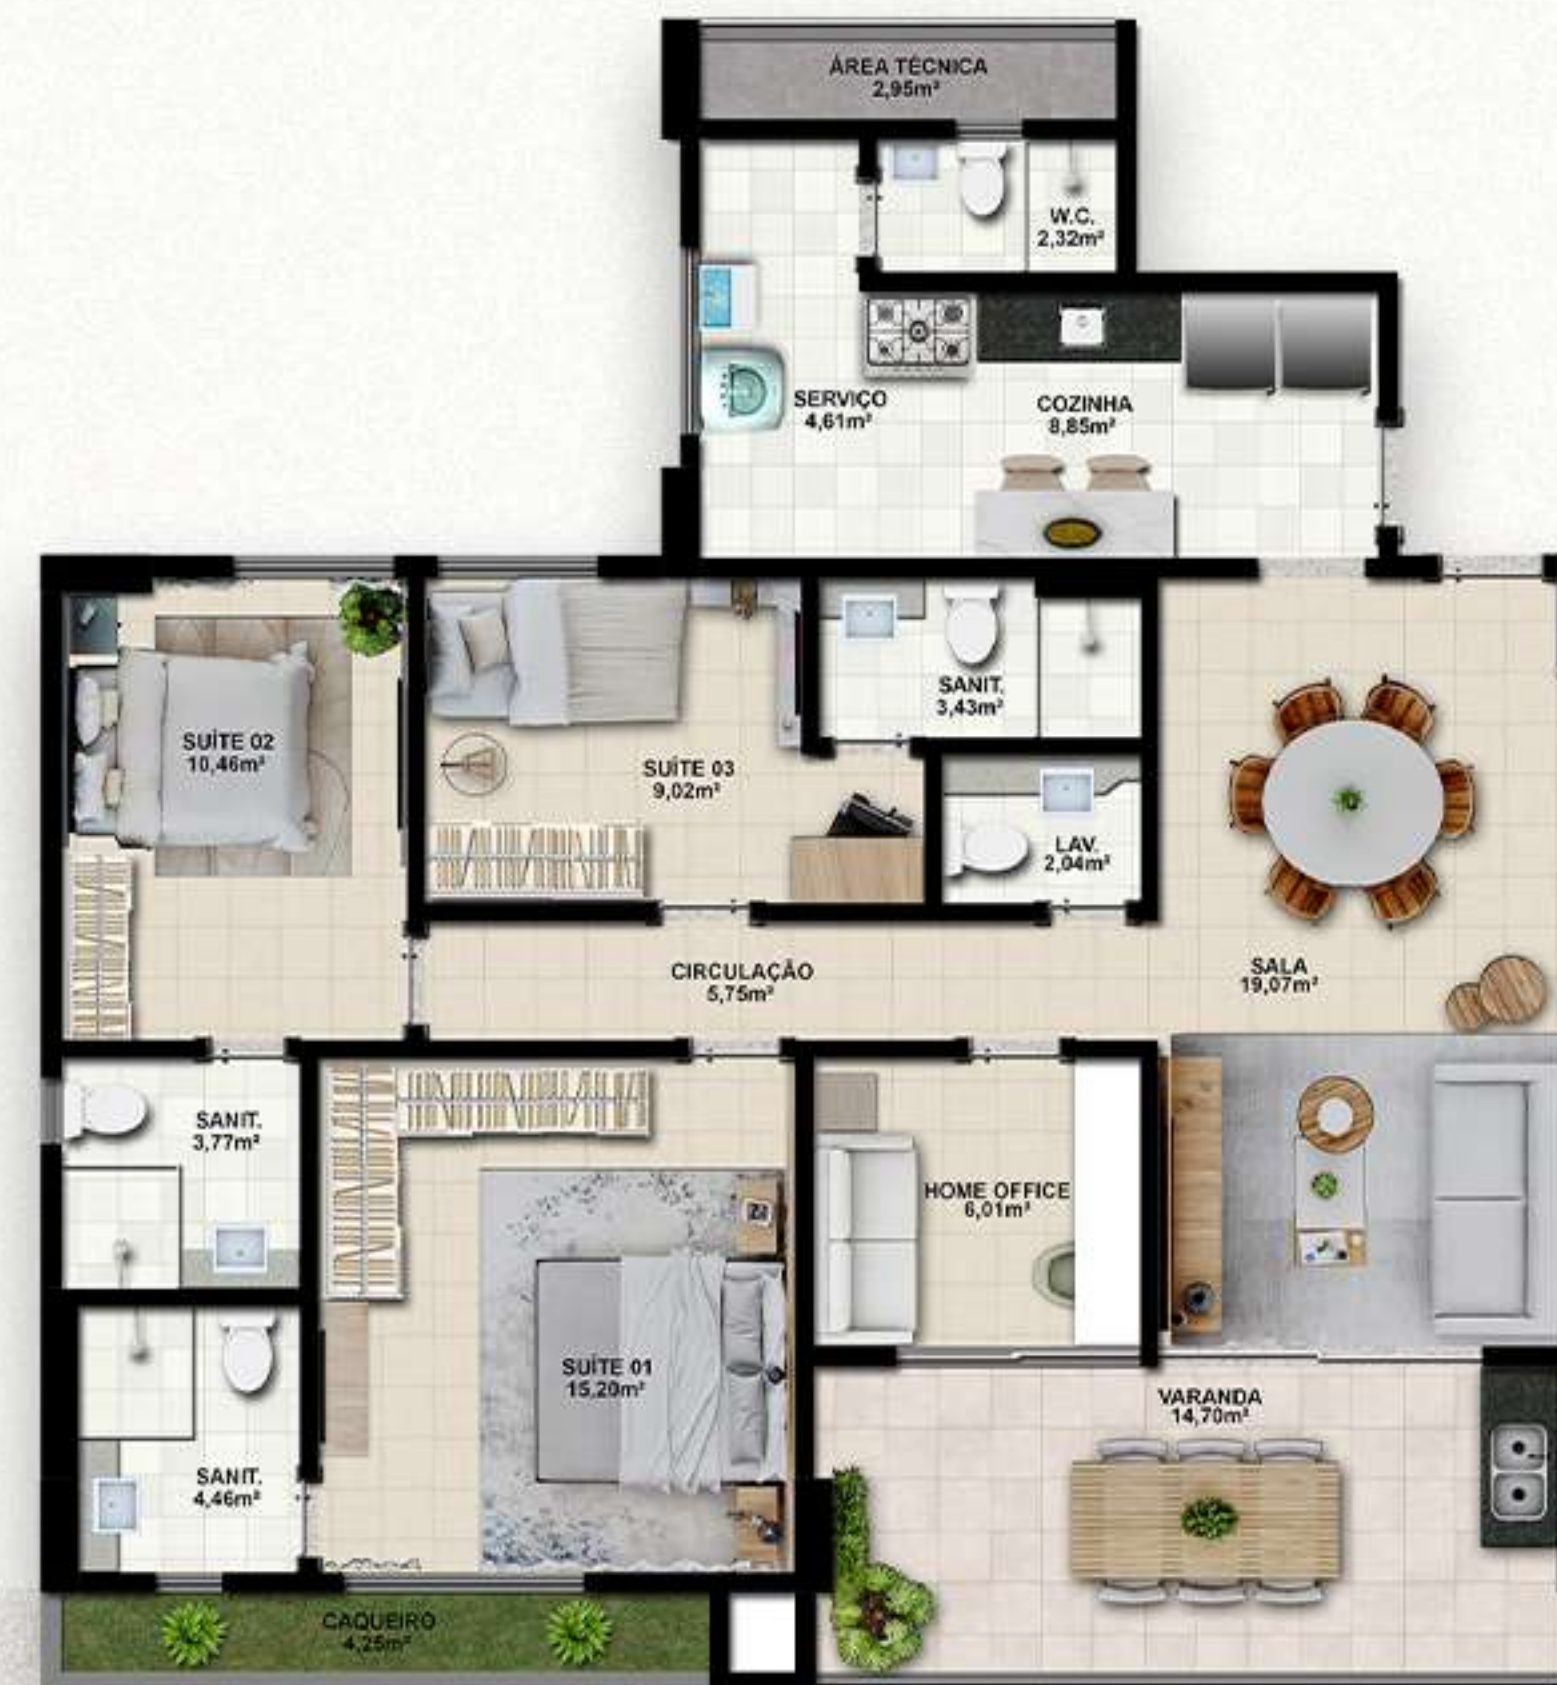 ÁREA TÉCNICA
2,95m²
W.C.
2,32m²
SERVIÇO
4,61m²
COZINHA
8,85m²
SANIT.
3,43m²
SUÍTE 02
10,46m²
SUÍTE 03
9,02m²
LAV.
2,04m²
CIRCULAÇÃO
5,75m²
SALA
19,07m²
SANIT.
3,77m²
HOME OFFICE
6,01m²
SUÍTE 01
15,20m²
VARANDA
14,70m²
SANIT.
4,46m²
CAQUEIRO
4,25m²